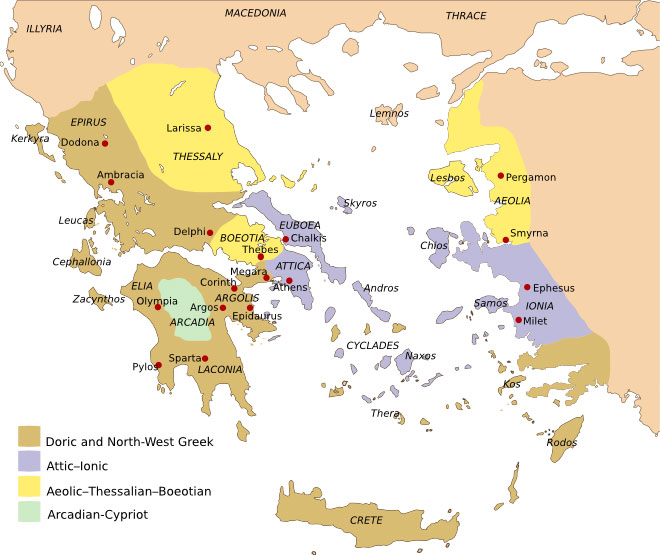 MACEDONIA
THRACE
ILLYRIA
Lemnos
EPIRUS
Larissa
Kerkyra
Dodona
THESSALY
Ambracia
Lesbos
Pergamon
AEOLIA
Skyros
Leucas
EUBOEA
Delphi
BOEOTIA
Chalkis
Smyrna
Thebes
Chios
Cephallonia
Megara
ATTICA
Corinth
Athens
ELIA
Andros
Ephesus
Zacynthos
Olympia
ARGOLIS
Samos
IONIA
Argos
Epidaurus
ARCADIA
Milet
CYCLADES
Sparta
Naxos
Pylos
LACONIA
Kos
Thera
Doric and North-West Greek
Rodos
Attic–Ionic
Aeolic–Thessalian–Boeotian
Arcadian-Cypriot
CRETE